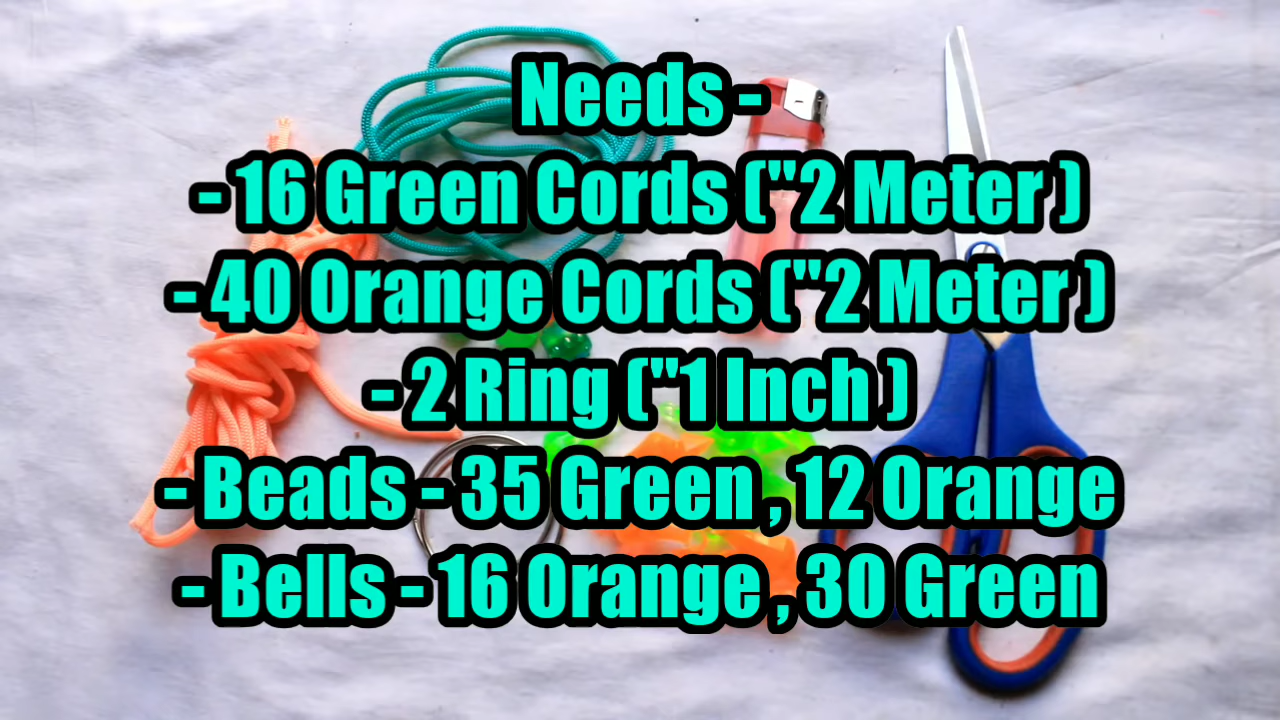 Needs -
- 16 Green Cords ("2 Meter )
- 40 Orange Cords ("2 Meter )
- 2 Ring ("1 Inch )
- Beads - 35 Green , 12 Orange
- Bells - 16 Orange , 30 Green